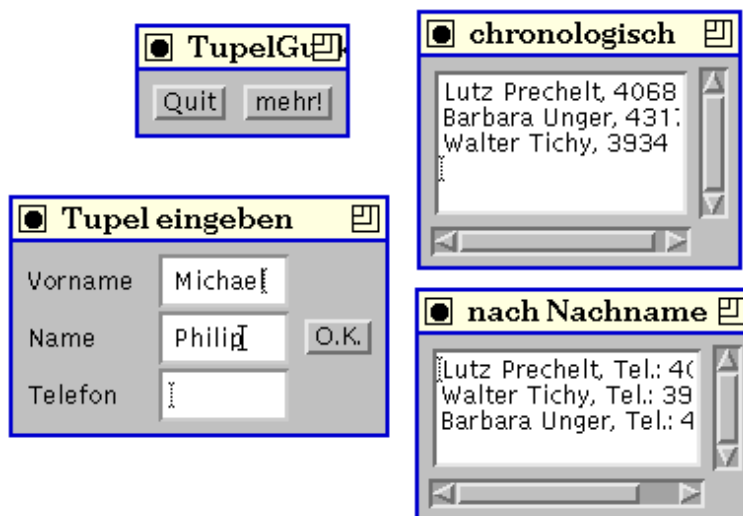 TupelGu
Quit mehr!
chronologisch
Lutz Prechelt, 4068
Barbara Unger, 4317
Walter Tichy, 3934
Tupel eingeben
Vorname Michael
Name Philip O.K.
Telefon
nach Nachname
Lutz Prechelt, Tel.: 40
Walter Tichy, Tel.: 39
Barbara Unger, Tel.: 4